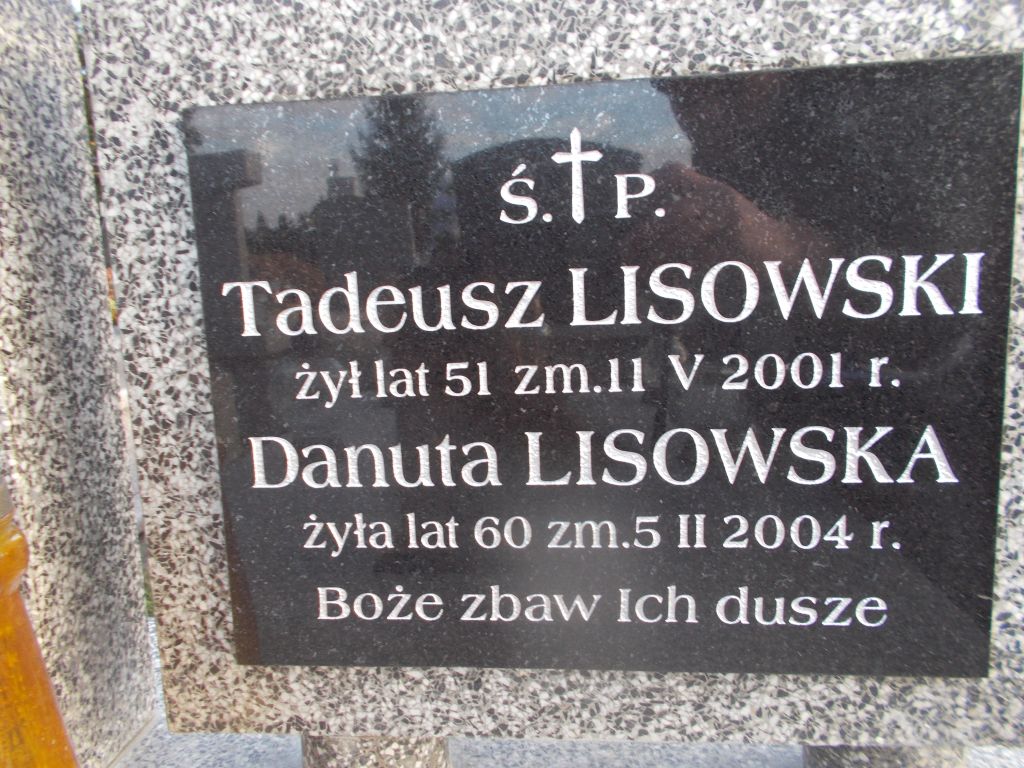 Ś. P.
Tadeusz LISOWSKI
żył lat 51 zm.11 V 2001 r.
Danuta LISOWSKA
żyła lat 60 zm.5 II 2004 r.
Boże zbaw Ich dusze